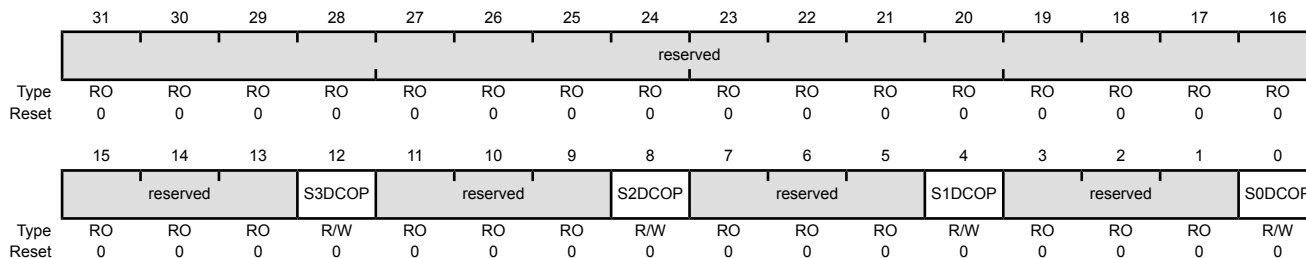 31 30 29 28 27 26 25 24 23 22 21 20 19 18 17 16
reserved
Type RO RO RO RO RO RO RO RO RO RO RO RO RO RO RO RO
Reset 0 0 0 0 0 0 0 0 0 0 0 0 0 0 0 0
15 14 13 12 11 10 9 8 7 6 5 4 3 2 1 0
reserved S3DCOP reserved S2DCOP reserved S1DCOP reserved S0DCOP
Type RO RO RO R/W RO RO RO R/W RO RO RO R/W RO RO RO R/W
Reset 0 0 0 0 0 0 0 0 0 0 0 0 0 0 0 0